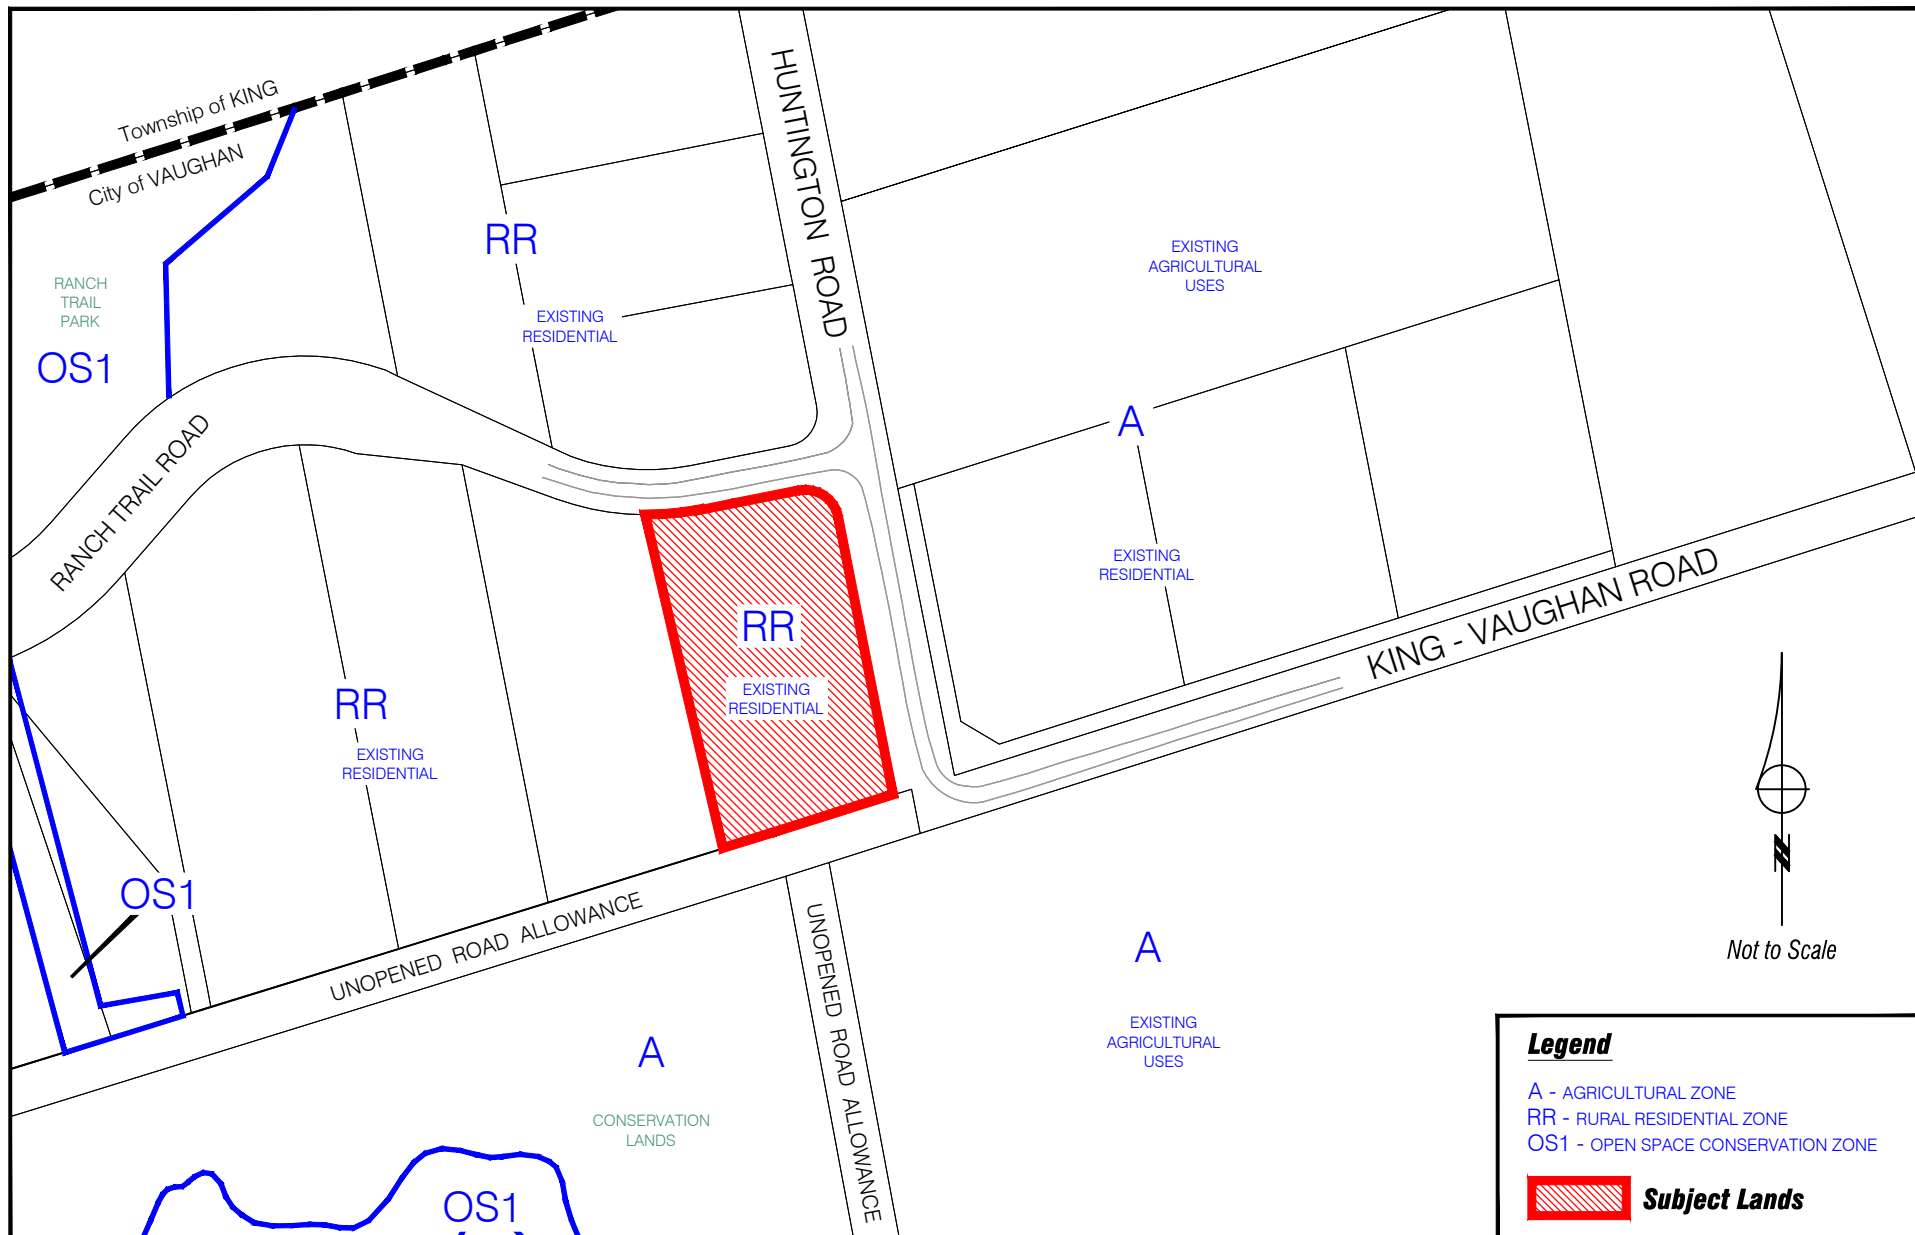 Township of KING
City of VAUGHAN
HUNTINGTON ROAD
RR
EXISTING
RESIDENTIAL
EXISTING
AGRICULTURAL
USES
RANCH
TRAIL
PARK
OS1
RANCH TRAIL ROAD
A
EXISTING
RESIDENTIAL
KING - VAUGHAN ROAD
RR
EXISTING
RESIDENTIAL
RR
EXISTING
RESIDENTIAL
OS1
UNOPENED ROAD ALLOWANCE
UNOPENED ROAD ALLOWANCE
A
EXISTING
AGRICULTURAL
USES
A
CONSERVATION
LANDS
OS1
N
Not to Scale
Legend
A - AGRICULTURAL ZONE
RR - RURAL RESIDENTIAL ZONE
OS1 - OPEN SPACE CONSERVATION ZONE
Subject Lands